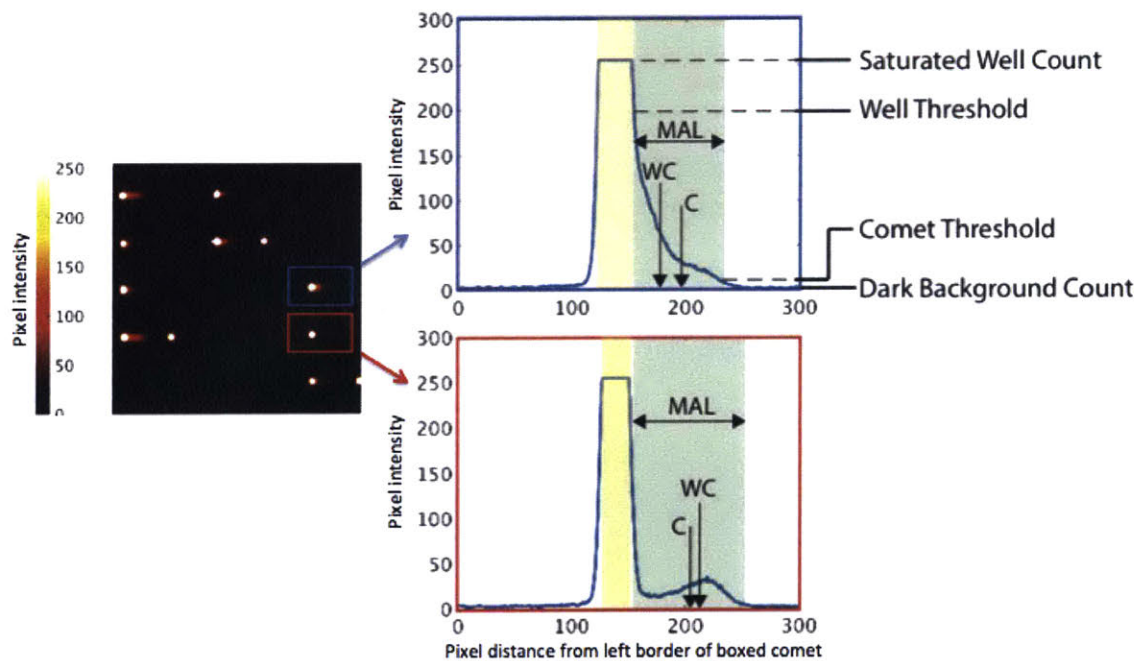 Pixel intensity
250
200
150
100
50
0
Pixel intensity
300
250
200
150
100
50
0
0
100
200
300
MAL
WC
C
Saturated Well Count
Well Threshold
Comet Threshold
Dark Background Count
Pixel intensity
300
250
200
150
100
50
0
0
100
200
300
MAL
WC
C
Pixel distance from left border of boxed comet